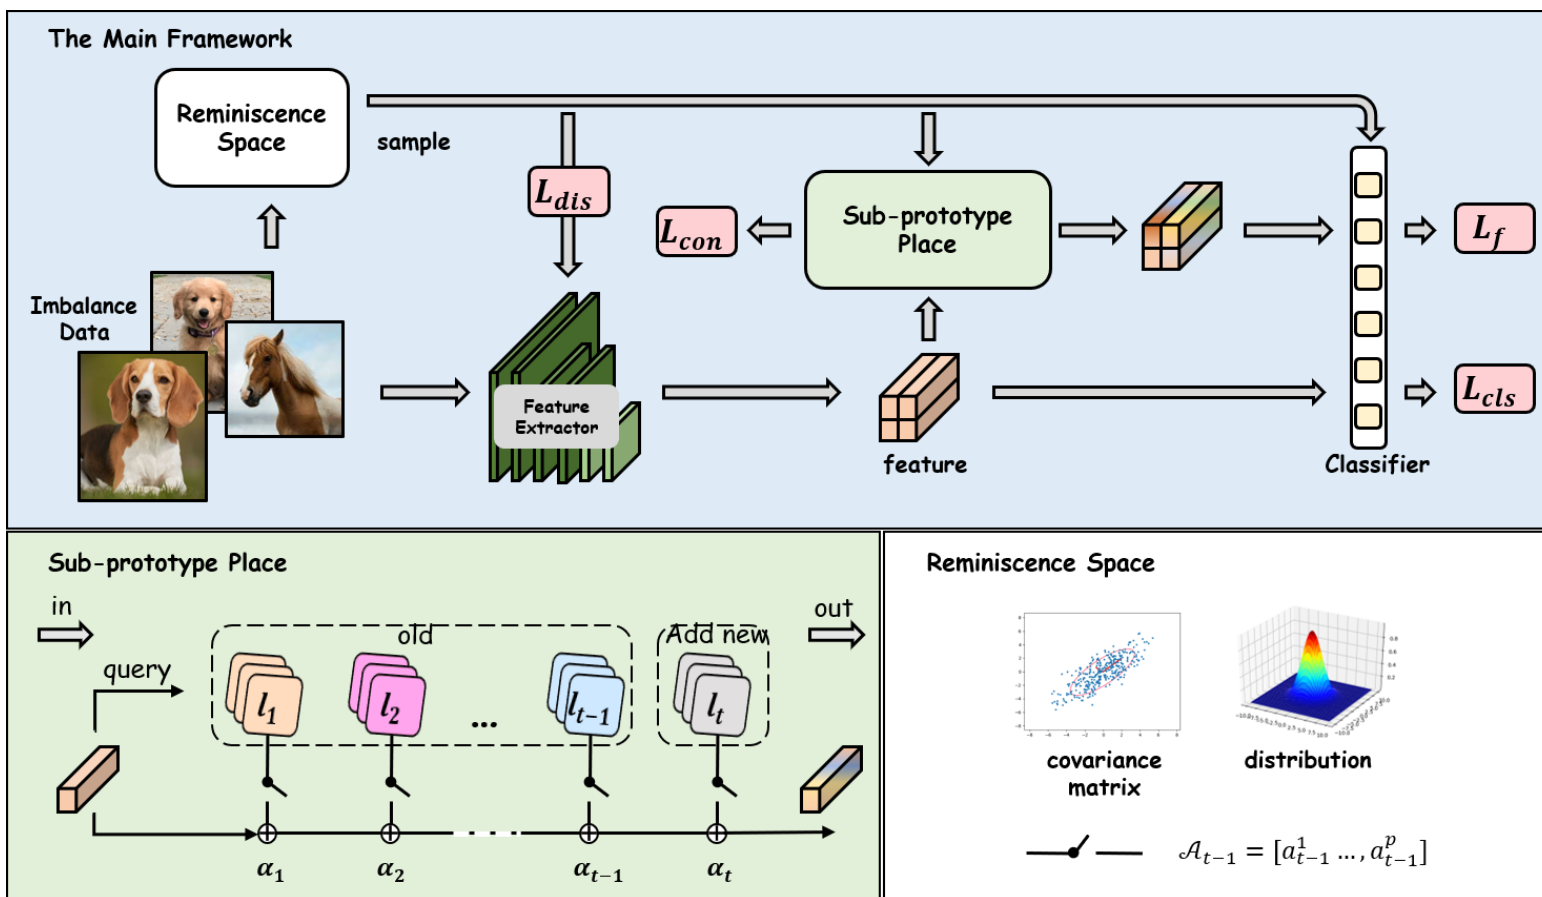 The Main Framework
Reminiscence
Space
sample
L_dis
L_con
Sub-prototype
Place
L_f
Imbalance
Data
Feature
Extractor
feature
L_cls
Classifier
Sub-prototype Place
in
old
Add new
out
query
l_1
l_2
...
l_{t-1}
l_t
α_1
α_2
α_{t-1}
α_t
Reminiscence Space
covariance
matrix
distribution
𝒜_{t-1} = [a^1_{t-1} ..., a^p_{t-1}]